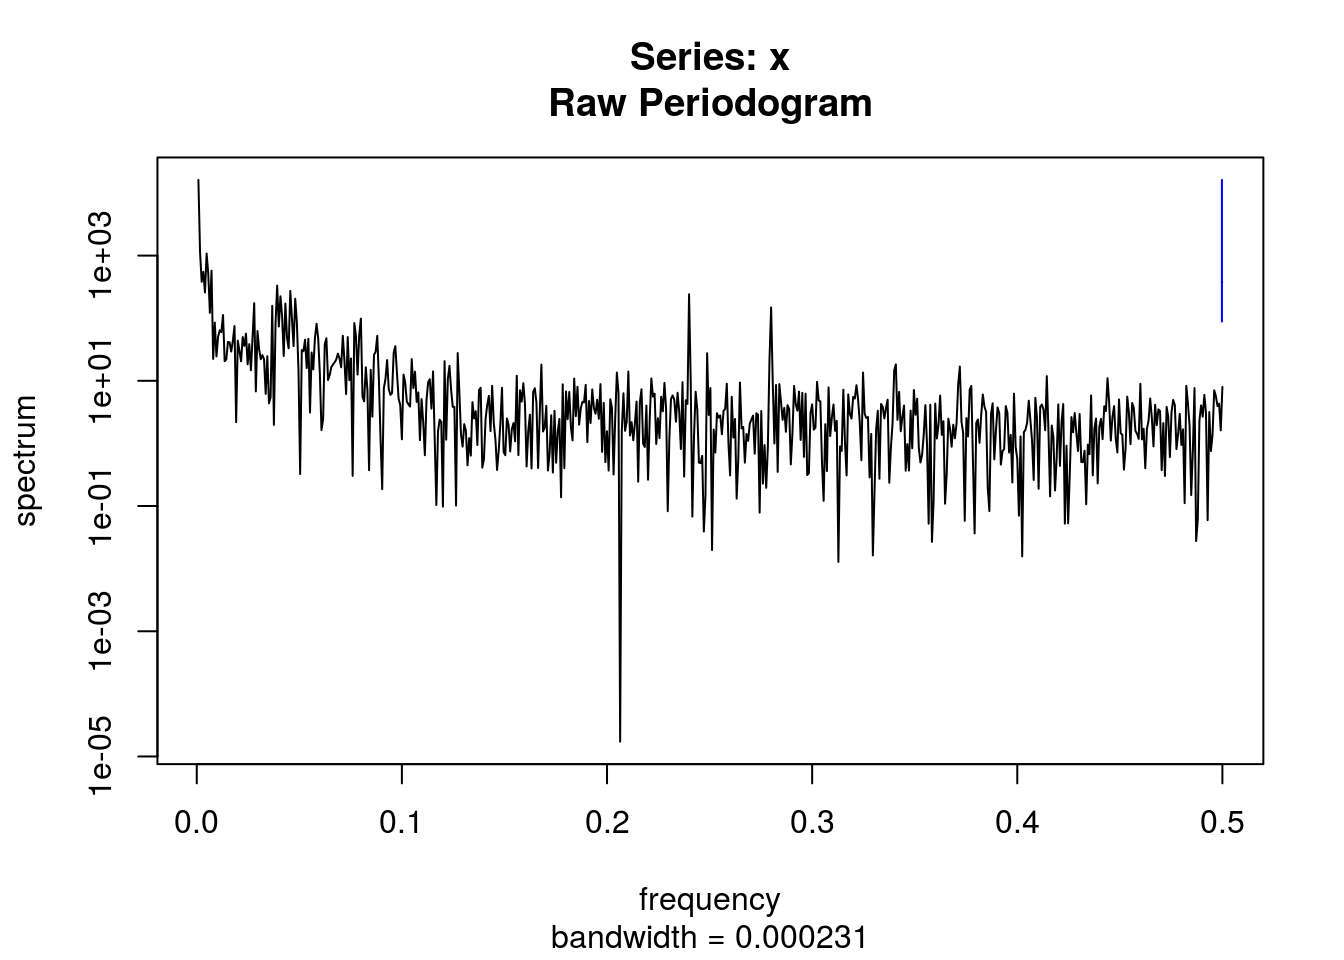 Series: x
Raw Periodogram
spectrum
1e+03
1e+01
1e-01
1e-03
1e-05
0.0
0.1
0.2
0.3
0.4
0.5
frequency
bandwidth = 0.000231